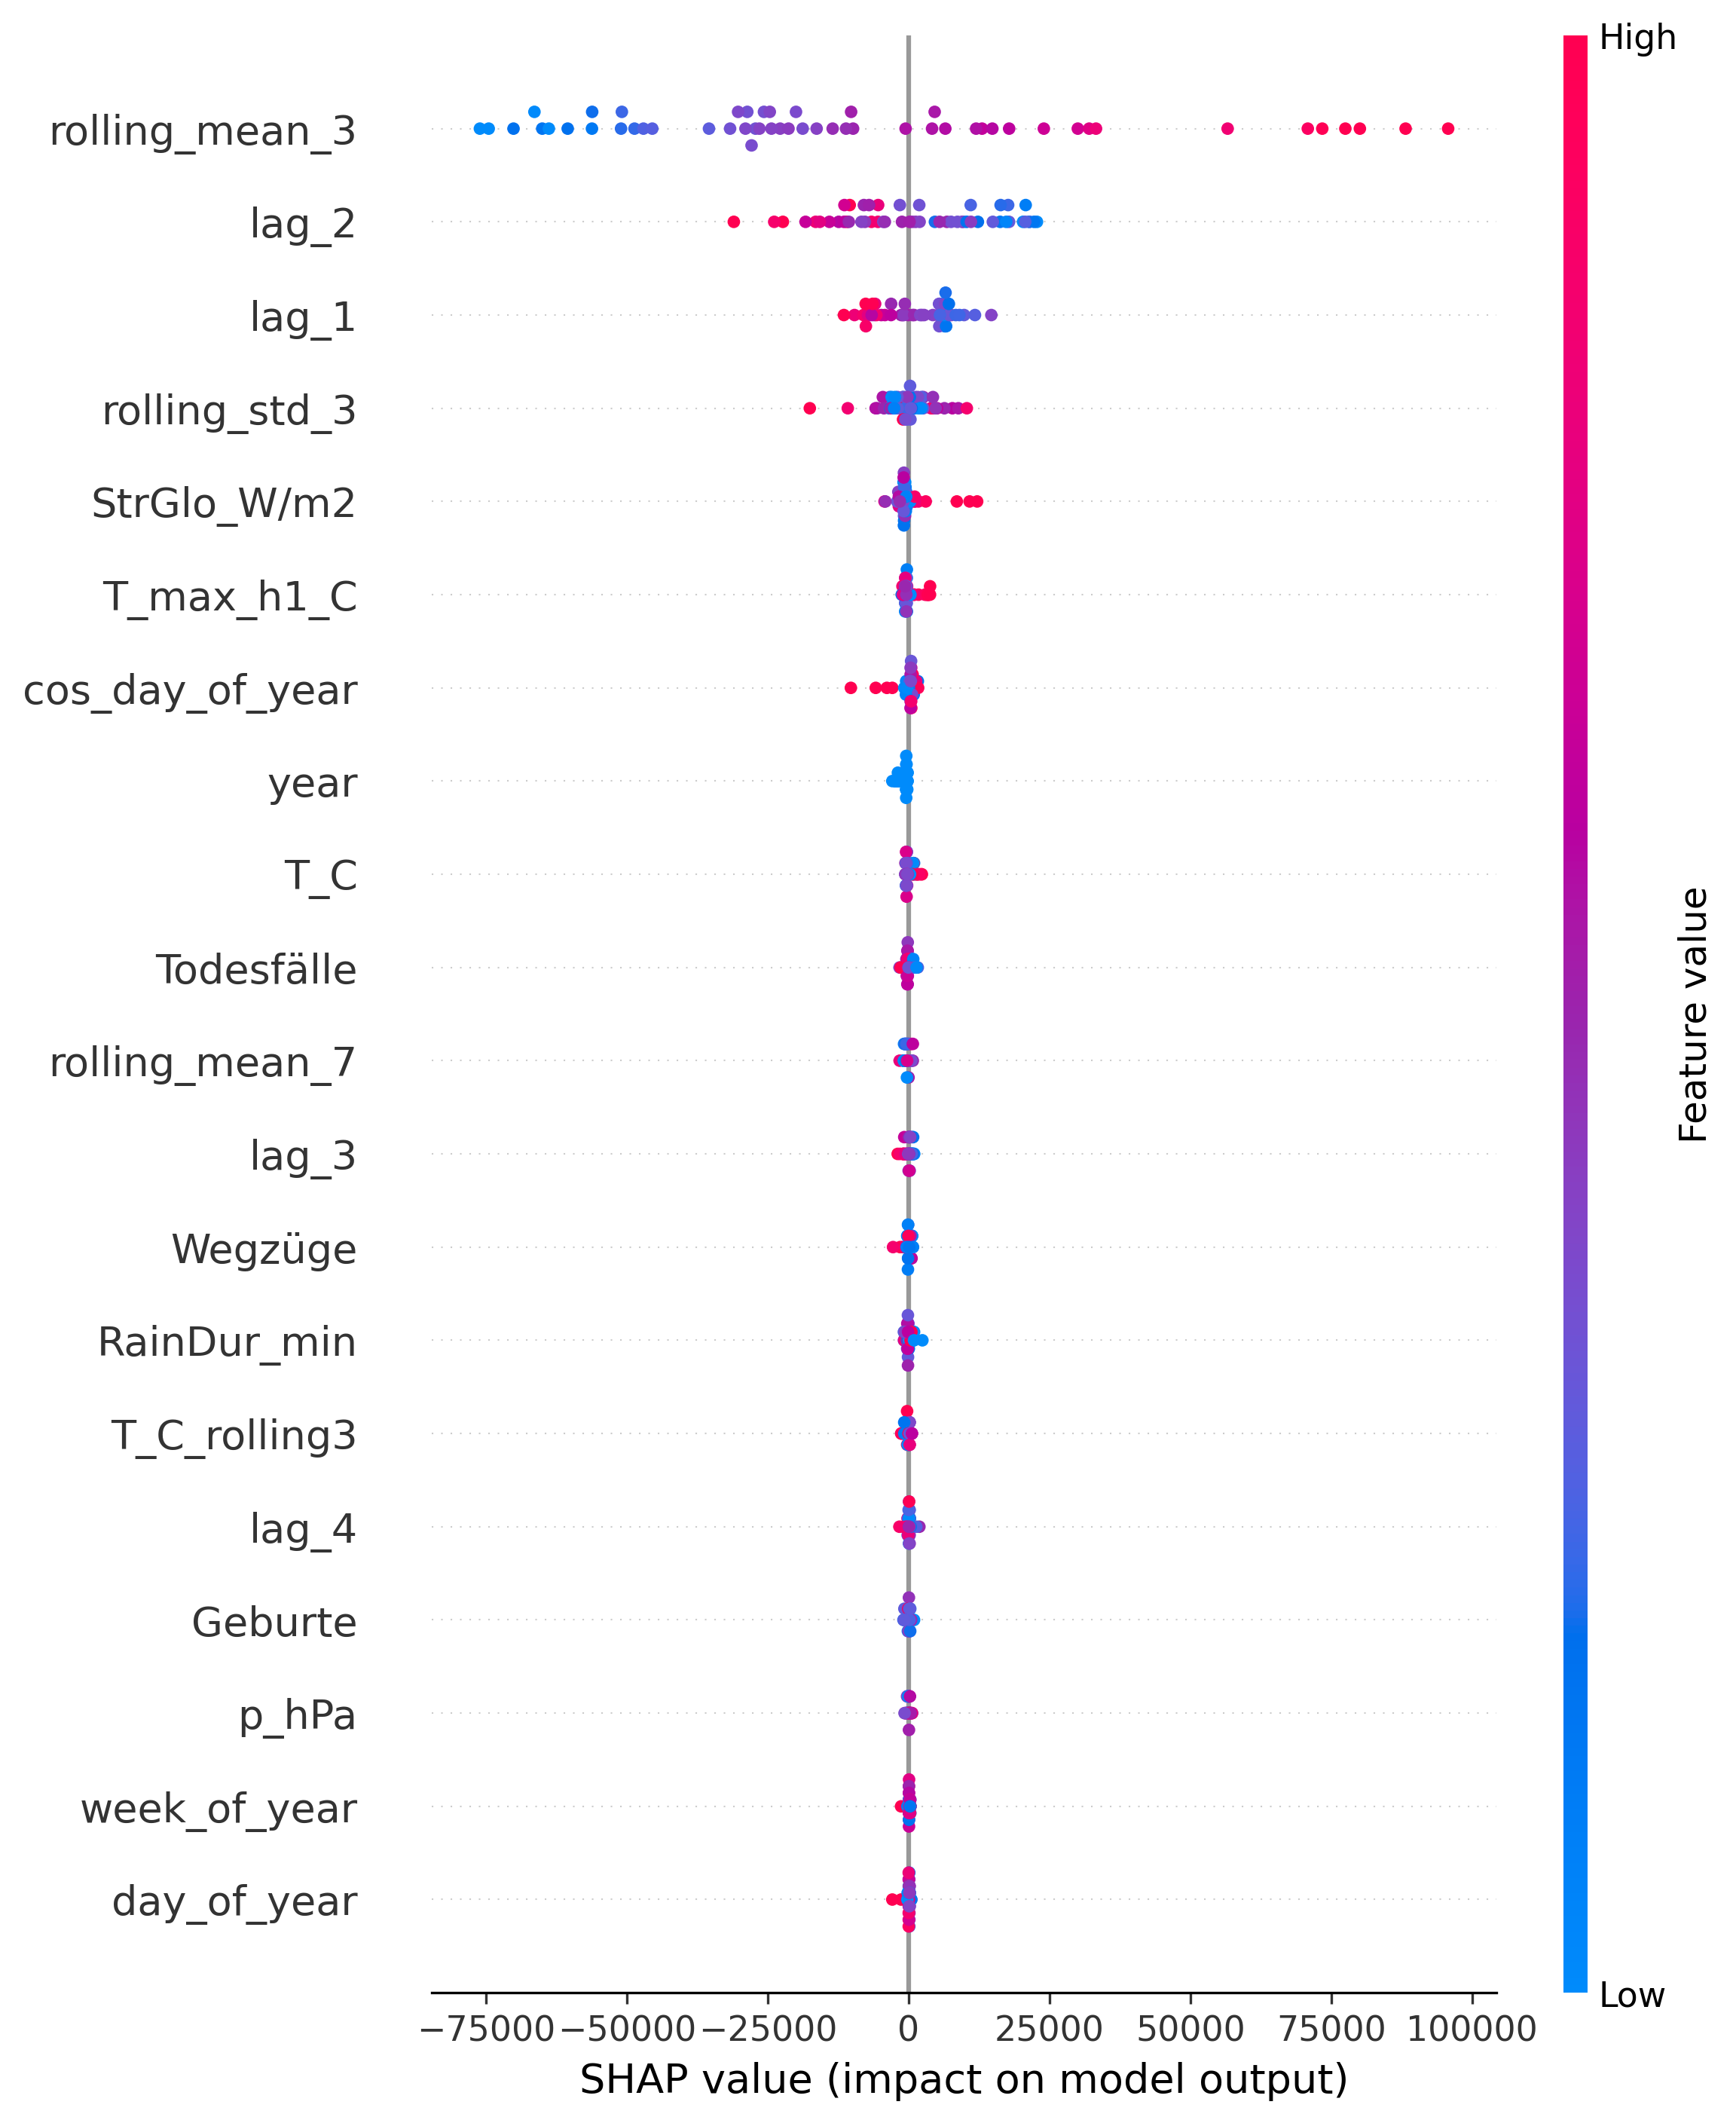 High
rolling_mean_3
lag_2
lag_1
rolling_std_3
StrGlo_W/m2
T_max_h1_C
cos_day_of_year
year
T_C
Todesfälle
rolling_mean_7
lag_3
Wegzüge
RainDur_min
T_C_rolling3
lag_4
Geburte
p_hPa
week_of_year
day_of_year
Feature value
Low
−75000 −50000 −25000 0 25000 50000 75000 100000
SHAP value (impact on model output)